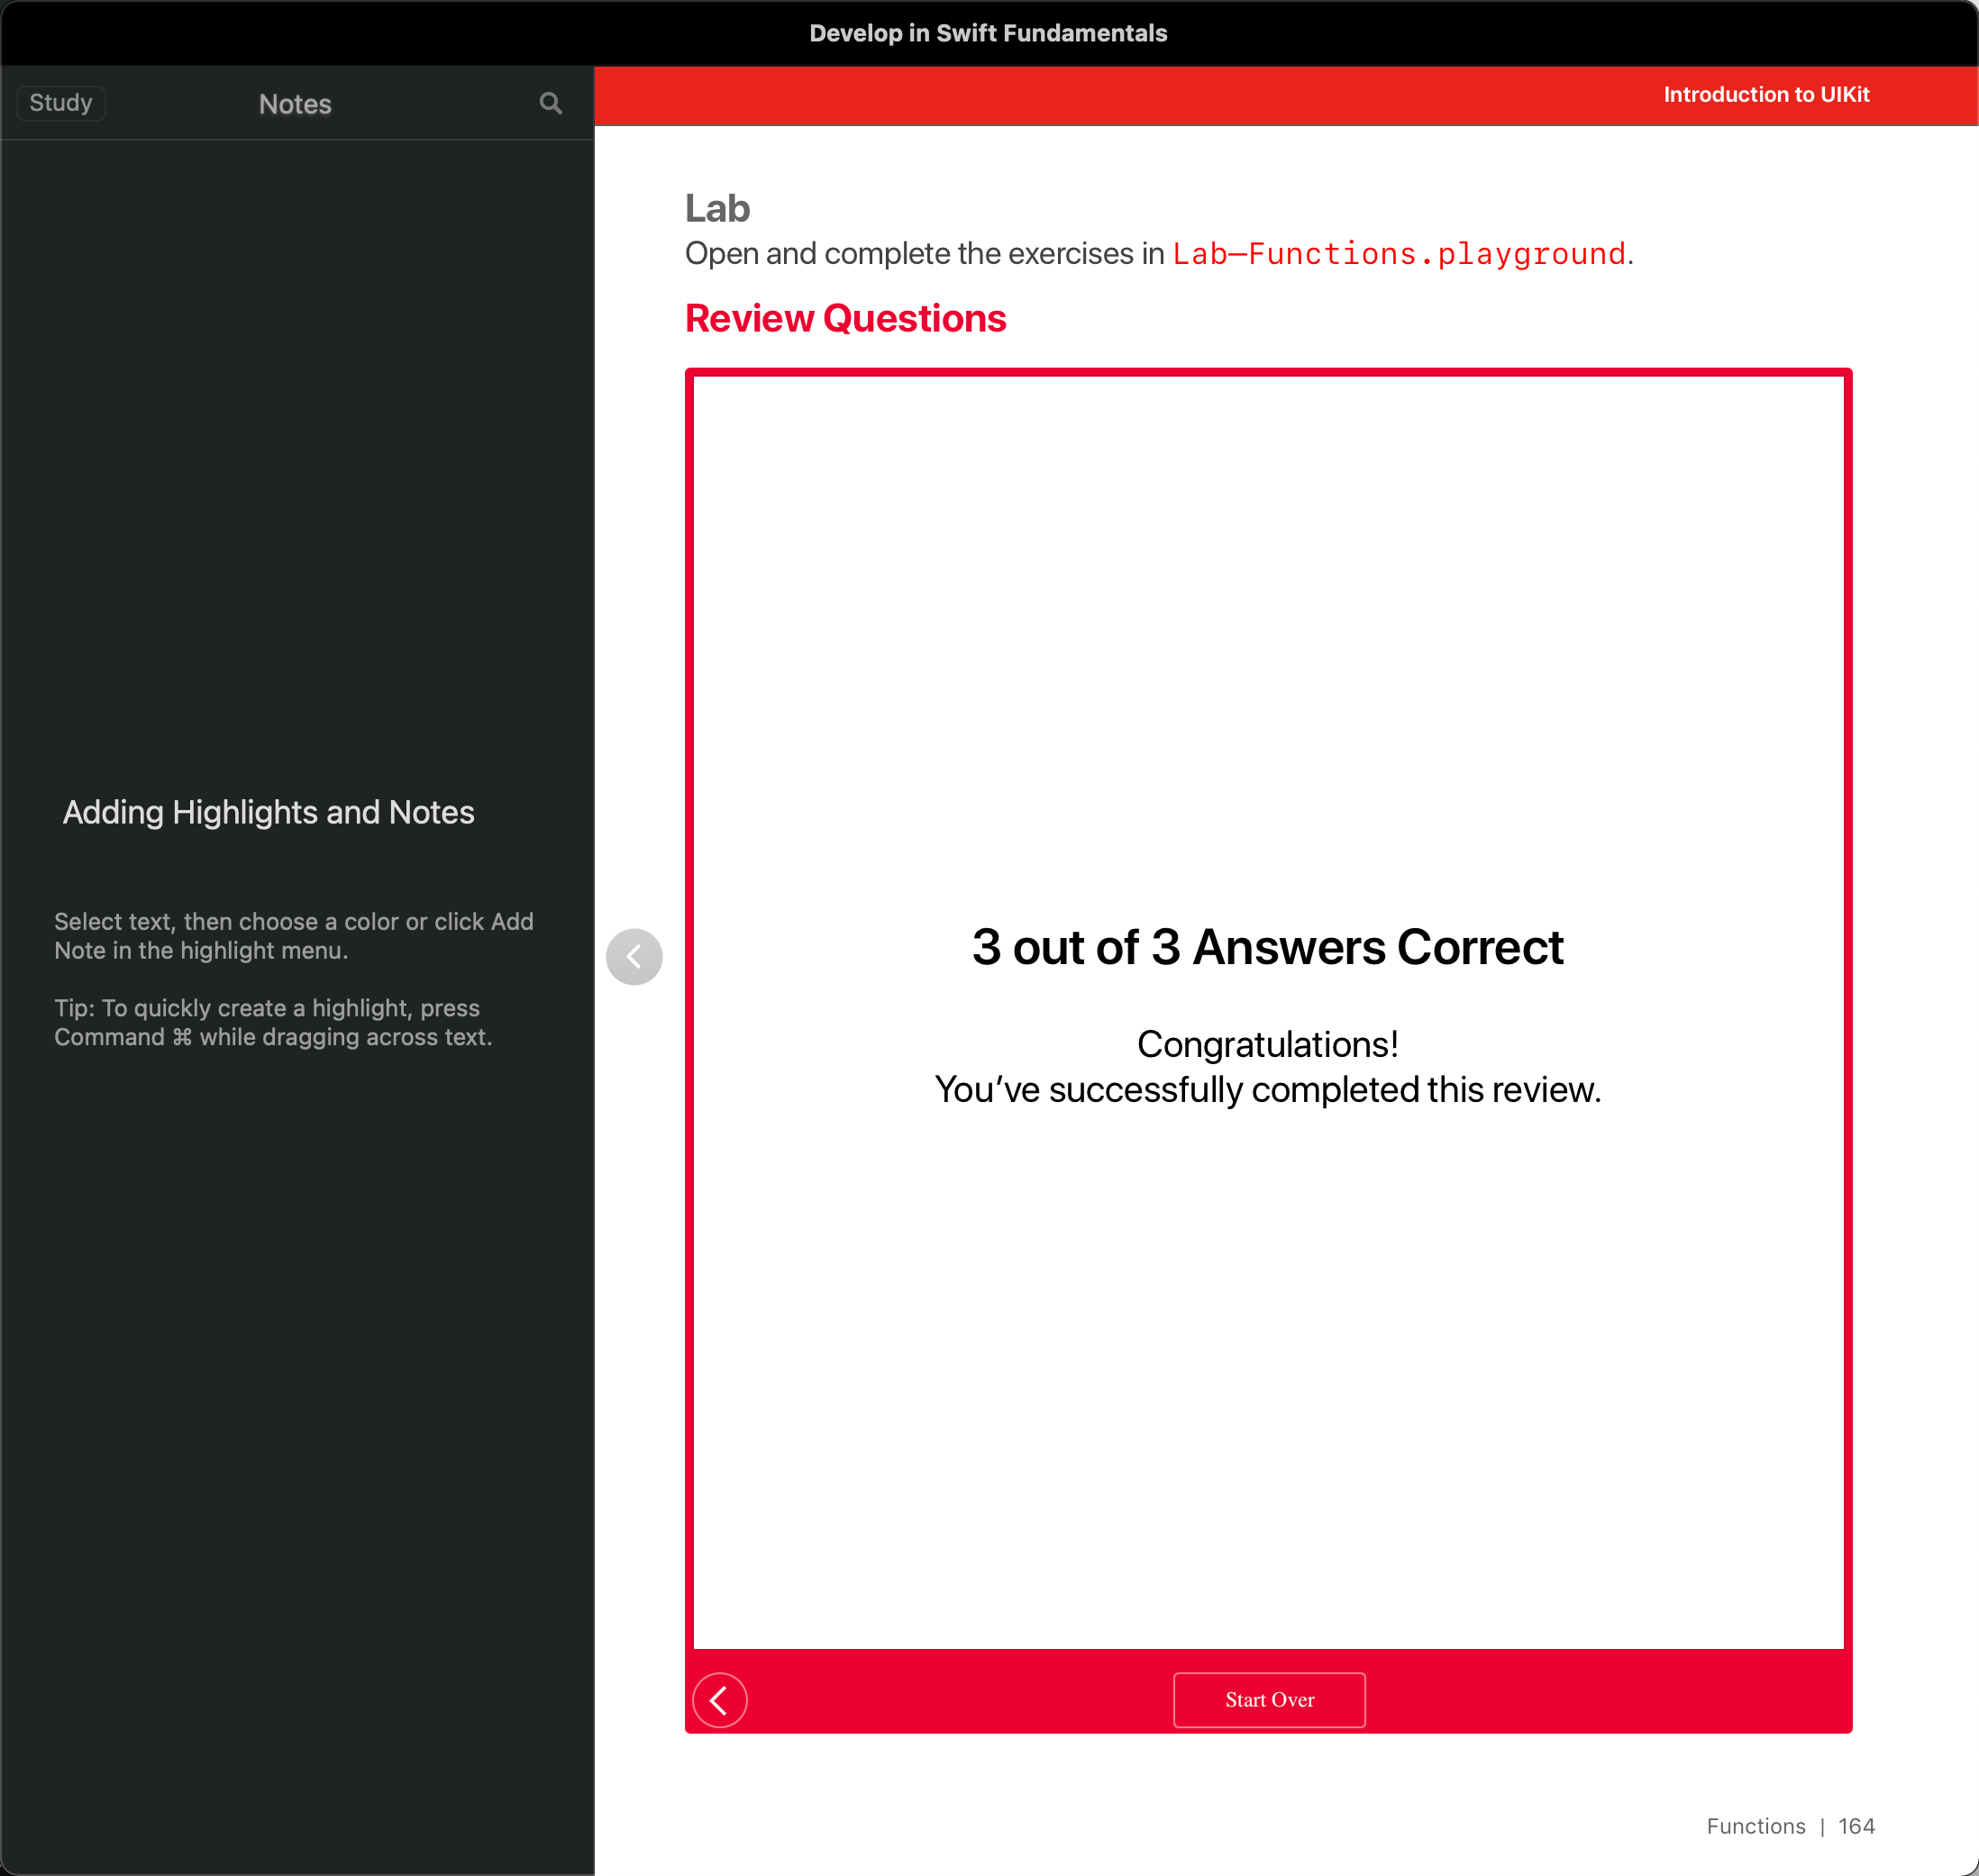 Develop in Swift Fundamentals
Study
Notes
Introduction to UIKit
Adding Highlights and Notes
Select text, then choose a color or click Add
Note in the highlight menu.
Tip: To quickly create a highlight, press
Command ⌘ while dragging across text.
Lab
Open and complete the exercises in Lab—Functions.playground.
Review Questions
3 out of 3 Answers Correct
Congratulations!
You’ve successfully completed this review.
Start Over
Functions | 164